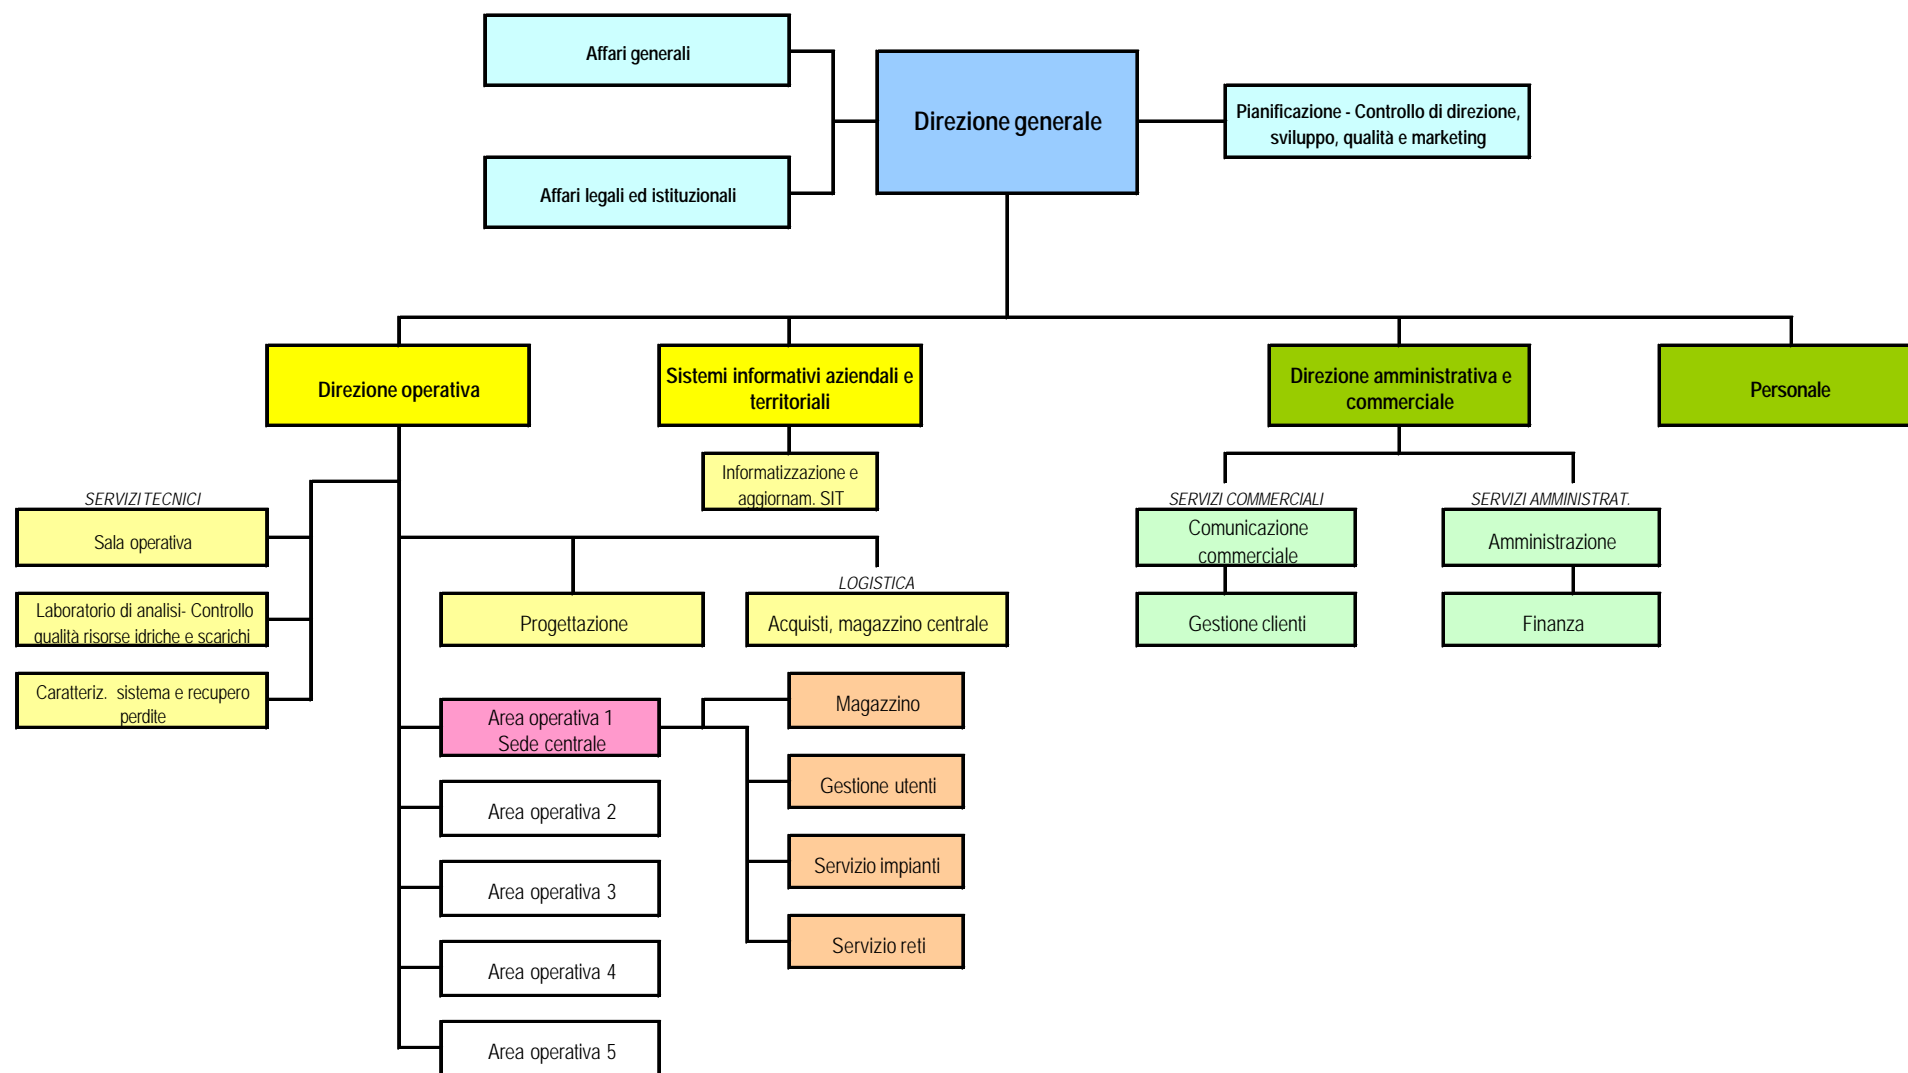 Affari generali
Direzione generale
Pianificazione - Controllo di direzione,
sviluppo, qualità e marketing
Affari legali ed istituzionali
Direzione operativa
Sistemi informativi aziendali e
territoriali
Direzione amministrativa e
commerciale
Personale
Informatizzazione e
aggiornam. SIT
SERVIZI TECNICI
Sala operativa
Laboratorio di analisi- Controllo
qualità risorse idriche e scarichi
Caratteriz. sistema e recupero
perdite
Progettazione
LOGISTICA
Acquisti, magazzino centrale
SERVIZI COMMERCIALI
Comunicazione
commerciale
Gestione clienti
SERVIZI AMMINISTRAT.
Amministrazione
Finanza
Area operativa 1
Sede centrale
Area operativa 2
Area operativa 3
Area operativa 4
Area operativa 5
Magazzino
Gestione utenti
Servizio impianti
Servizio reti